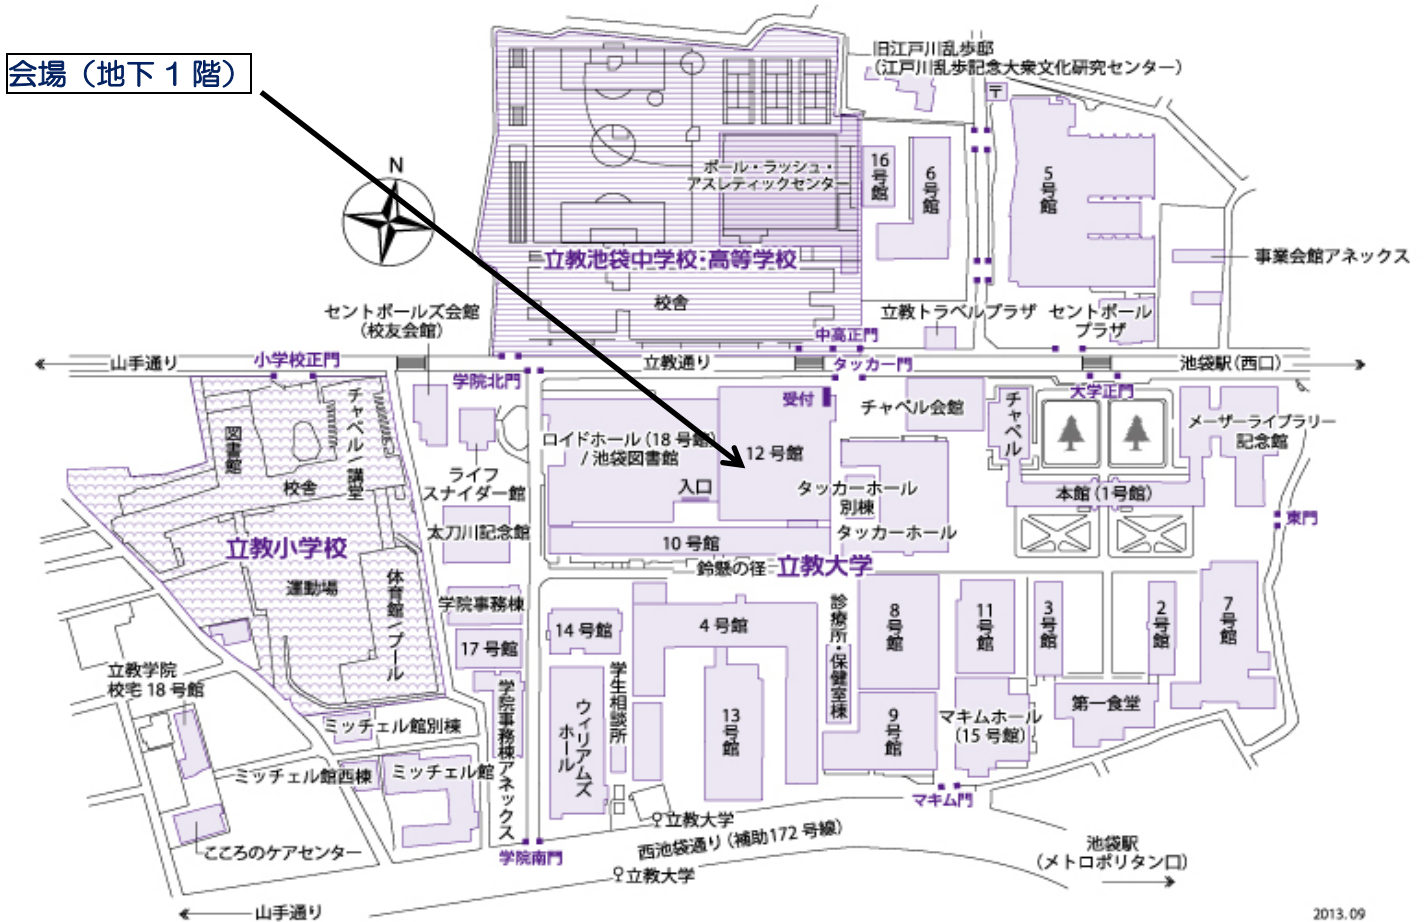 会場（地下１階）
旧江戸川乱歩邸
（江戸川乱歩記念大衆文化研究センター）
〒
N
ポール・ラッシュ・
アスレティックセンター
16号館
6号館
5号館
事業会館アネックス
立教池袋中学校・高等学校
校舎
セントポールズ会館
（校友会館）
立教トラベルプラザ
セントポール
プラザ
中高正門
山手通り
小学校正門
立教通り
タッカー門
池袋駅（西口）
学院北門
大学正門
受付
チャペル会館
チャペル
メーザーライブラリー
記念館
チャペル/講堂
図書館
ロイドホール（18号館）
/池袋図書館
12号館
ライフ
スナイダー館
校舎
入口
タッカーホール
別棟
本館（1号館）
太刀川記念館
タッカーホール
東門
立教小学校
10号館
鈴懸の径
立教大学
運動場
体育館/プール
学院事務棟
14号館
4号館
診療所・保健室棟
8号館
11号館
3号館
2号館
7号館
17号館
立教学院
校宅18号館
学院事務棟アネックス
ウィリアムズ
ホール
学生相談所
13号館
9号館
マキムホール
（15号館）
第一食堂
ミッチェル館別棟
ミッチェル館西棟
ミッチェル館
マキム門
こころのケアセンター
学院南門
立教大学
西池袋通り（補助172号線）
立教大学
池袋駅
（メトロポリタン口）
山手通り
2013.09